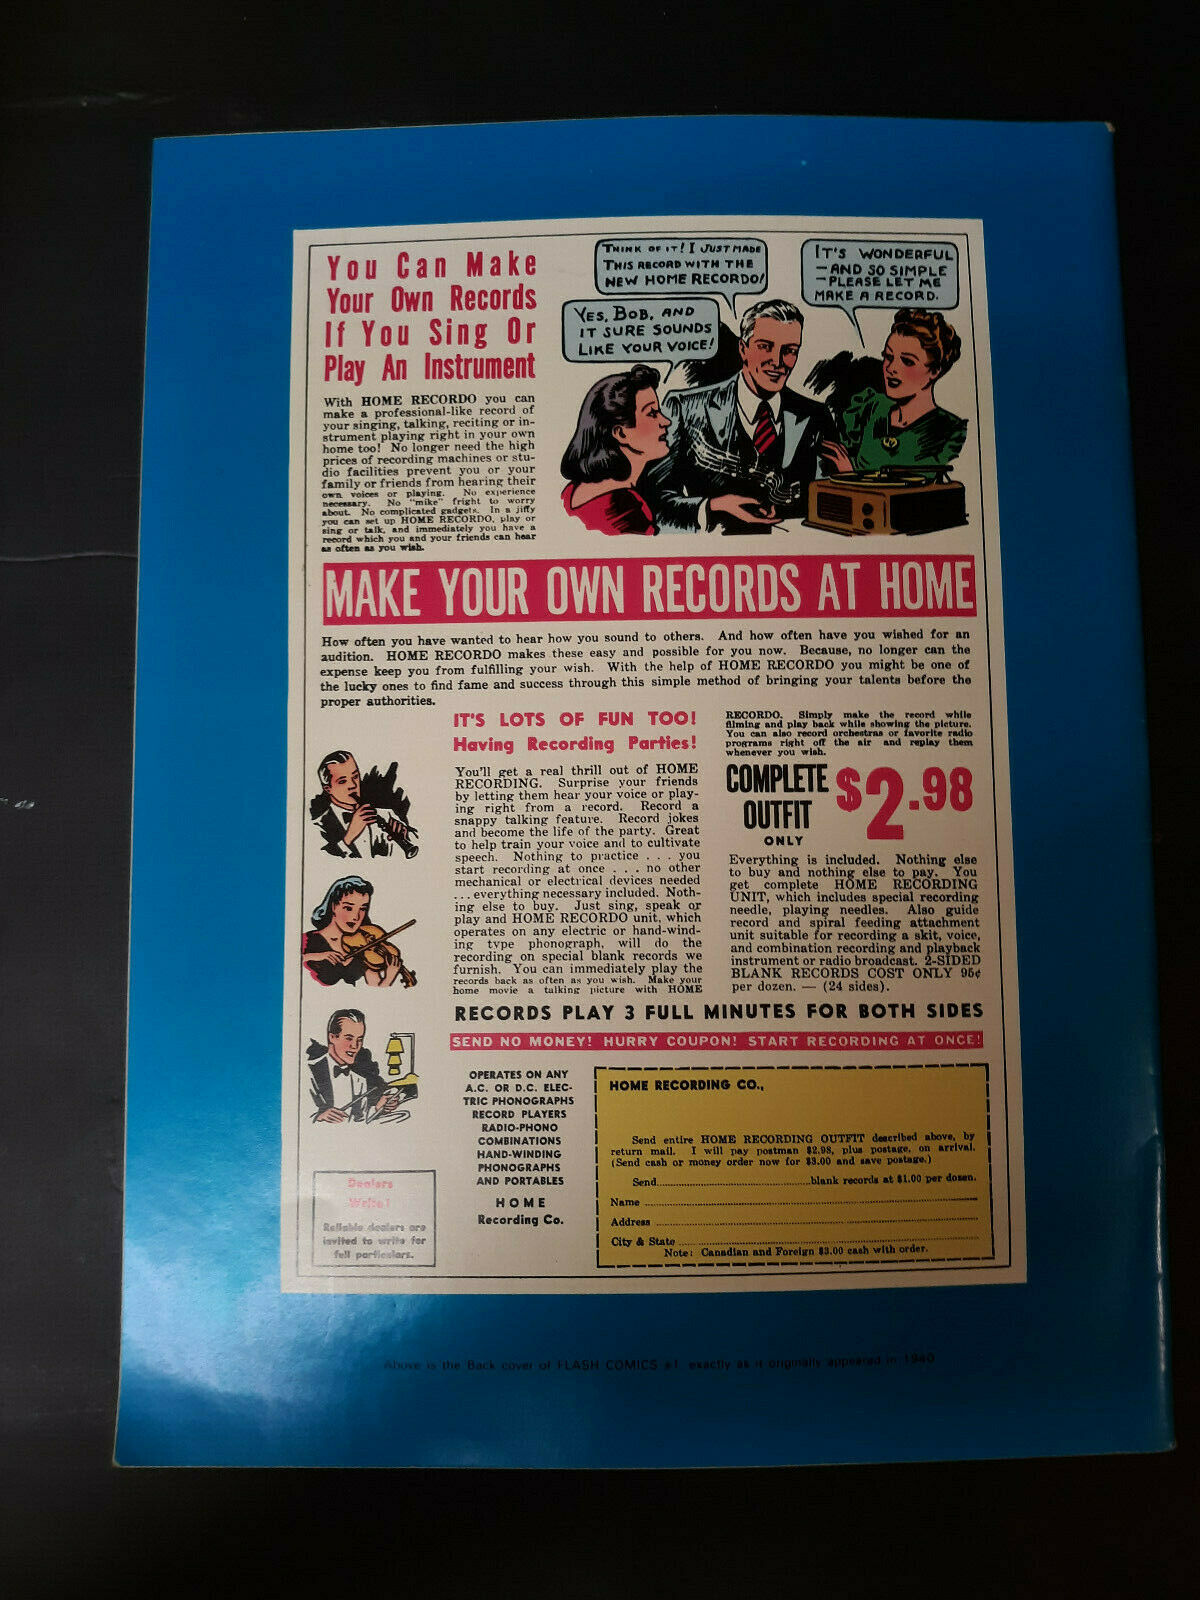 You Can Make
Your Own Records
If You Sing Or
Play An Instrument
With HOME RECORDO you can
make a professional-like record of
your singing, talking, reciting or in-
strument playing right in your own
home too! No longer need the high
prices of recording machines or stu-
dio facilities prevent you or your
family or friends from hearing their
own voices or playing. No experience
necessary. No "mike" fright to worry
about. No complicated gadgets. In a jiffy
you can set up HOME RECORDO, play or
sing or talk, and immediately you have a
record which you and your friends can hear
as often as you wish.
THINK OF IT! I JUST MADE
THIS RECORD WITH THE
NEW HOME RECORDO!
YES, BOB, AND
IT SURE SOUNDS
LIKE YOUR VOICE!
IT'S WONDERFUL
—AND SO SIMPLE
—PLEASE LET ME
MAKE A RECORD.
MAKE YOUR OWN RECORDS AT HOME
How often you have wanted to hear how you sound to others. And how often have you wished for an
audition. HOME RECORDO makes these easy and possible for you now. Because, no longer can the
expense keep you from fulfilling your wish. With the help of HOME RECORDO you might be one of
the lucky ones to find fame and success through this simple method of bringing your talents before the
proper authorities.
IT'S LOTS OF FUN TOO!
Having Recording Parties!
You'll get a real thrill out of HOME
RECORDING. Surprise your friends
by letting them hear your voice or play-
ing right from a record. Record a
snappy talking feature. Record jokes
and become the life of the party. Great
to help train your voice and to cultivate
speech. Nothing to practice . . . you
start recording at once . . . no other
mechanical or electrical devices needed
. . . everything necessary included. Noth-
ing else to buy. Just sing, speak or
play and HOME RECORDO unit, which
operates on any electric or hand-wind-
ing type phonograph, will do the
recording on special blank records we
furnish. You can immediately play the
records back as often as you wish. Make your
home movie a talking picture with HOME
RECORDO. Simply make the record while
filming and play back while showing the picture.
You can also record orchestras or favorite radio
programs right off the air and replay them
whenever you wish.
COMPLETE
OUTFIT
ONLY
$2.98
Everything is included. Nothing else
to buy and nothing else to pay. You
get complete HOME RECORDING
UNIT, which includes special recording
needle, playing needles. Also guide
record and spiral feeding attachment
unit suitable for recording a skit, voice,
and combination recording and playback
instrument or radio broadcast. 2-SIDED
BLANK RECORDS COST ONLY 95¢
per dozen. — (24 sides).
RECORDS PLAY 3 FULL MINUTES FOR BOTH SIDES
SEND NO MONEY! HURRY COUPON! START RECORDING AT ONCE!
OPERATES ON ANY
A.C. OR D.C. ELEC-
TRIC PHONOGRAPHS
RECORD PLAYERS
RADIO-PHONO
COMBINATIONS
HAND-WINDING
PHONOGRAPHS
AND PORTABLES
HOME
Recording Co.
Dealers
Write!
Reliable dealers are
invited to write for
full particulars.
HOME RECORDING CO.,
Send entire HOME RECORDING OUTFIT described above, by
return mail. I will pay postman $2.98, plus postage, on arrival.
(Send cash or money order now for $3.00 and save postage.)
Send..............................blank records at $1.00 per dozen.
Name ..............................
Address ..............................
City & State ..............................
Note: Canadian and Foreign $3.00 cash with order.
Above is the Back cover of FLASH COMICS #1 exactly as it originally appeared in 1940